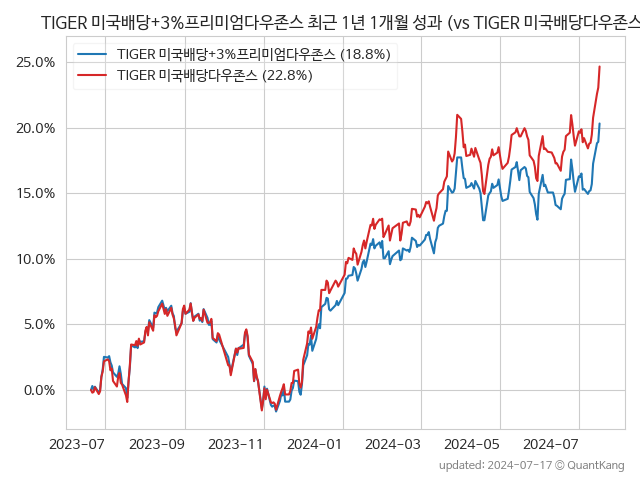 TIGER 미국배당+3%프리미엄다우존스 최근 1년 1개월 성과 (vs TIGER 미국배당다우존스
TIGER 미국배당+3%프리미엄다우존스 (18.8%)
TIGER 미국배당다우존스 (22.8%)
25.0%
20.0%
15.0%
10.0%
5.0%
0.0%
2023-07 2023-09 2023-11 2024-01 2024-03 2024-05 2024-07
updated: 2024-07-17 © QuantKang